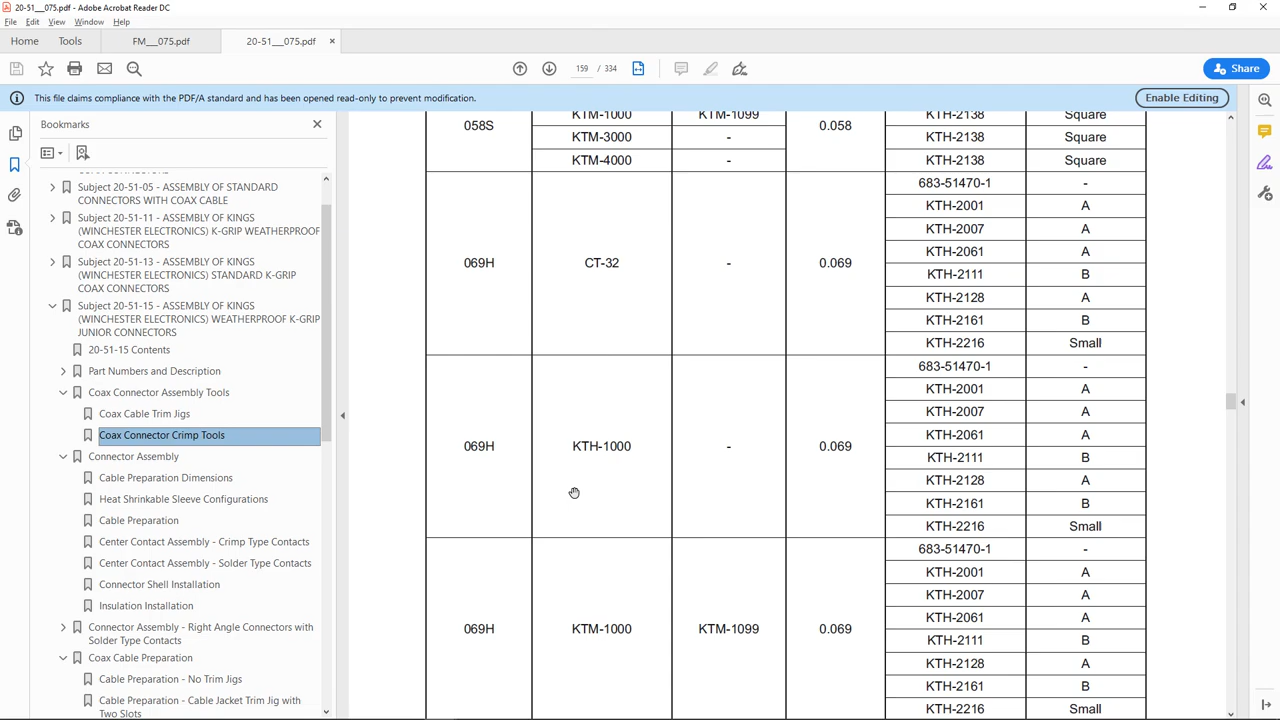 20-51__075.pdf - Adobe Acrobat Reader DC
File Edit View Window Help
Home Tools FM___075.pdf 20-51__075.pdf ×
159 / 334
Share
This file claims compliance with the PDF/A standard and has been opened read-only to prevent modification.
Enable Editing
Bookmarks
Subject 20-51-05 - ASSEMBLY OF STANDARD
CONNECTORS WITH COAX CABLE
Subject 20-51-11 - ASSEMBLY OF KINGS
(WINCHESTER ELECTRONICS) K-GRIP WEATHERPROOF
COAX CONNECTORS
Subject 20-51-13 - ASSEMBLY OF KINGS
(WINCHESTER ELECTRONICS) STANDARD K-GRIP
COAX CONNECTORS
Subject 20-51-15 - ASSEMBLY OF KINGS
(WINCHESTER ELECTRONICS) WEATHERPROOF K-GRIP
JUNIOR CONNECTORS
20-51-15 Contents
Part Numbers and Description
Coax Connector Assembly Tools
Coax Cable Trim Jigs
Coax Connector Crimp Tools
Connector Assembly
Cable Preparation Dimensions
Heat Shrinkable Sleeve Configurations
Cable Preparation
Center Contact Assembly - Crimp Type Contacts
Center Contact Assembly - Solder Type Contacts
Connector Shell Installation
Insulation Installation
Connector Assembly - Right Angle Connectors with
Solder Type Contacts
Coax Cable Preparation
Cable Preparation - No Trim Jigs
Cable Preparation - Cable Jacket Trim Jig with
Two Slots
058S KTM-1000 KTM-1099 0.058 KTH-2138 Square
KTM-3000 - KTH-2138 Square
KTM-4000 - KTH-2138 Square
069H CT-32 - 0.069 683-51470-1 -
KTH-2001 A
KTH-2007 A
KTH-2061 A
KTH-2111 B
KTH-2128 A
KTH-2161 B
KTH-2216 Small
069H KTH-1000 - 0.069 683-51470-1 -
KTH-2001 A
KTH-2007 A
KTH-2061 A
KTH-2111 B
KTH-2128 A
KTH-2161 B
KTH-2216 Small
069H KTM-1000 KTM-1099 0.069 683-51470-1 -
KTH-2001 A
KTH-2007 A
KTH-2061 A
KTH-2111 B
KTH-2128 A
KTH-2161 B
KTH-2216 Small